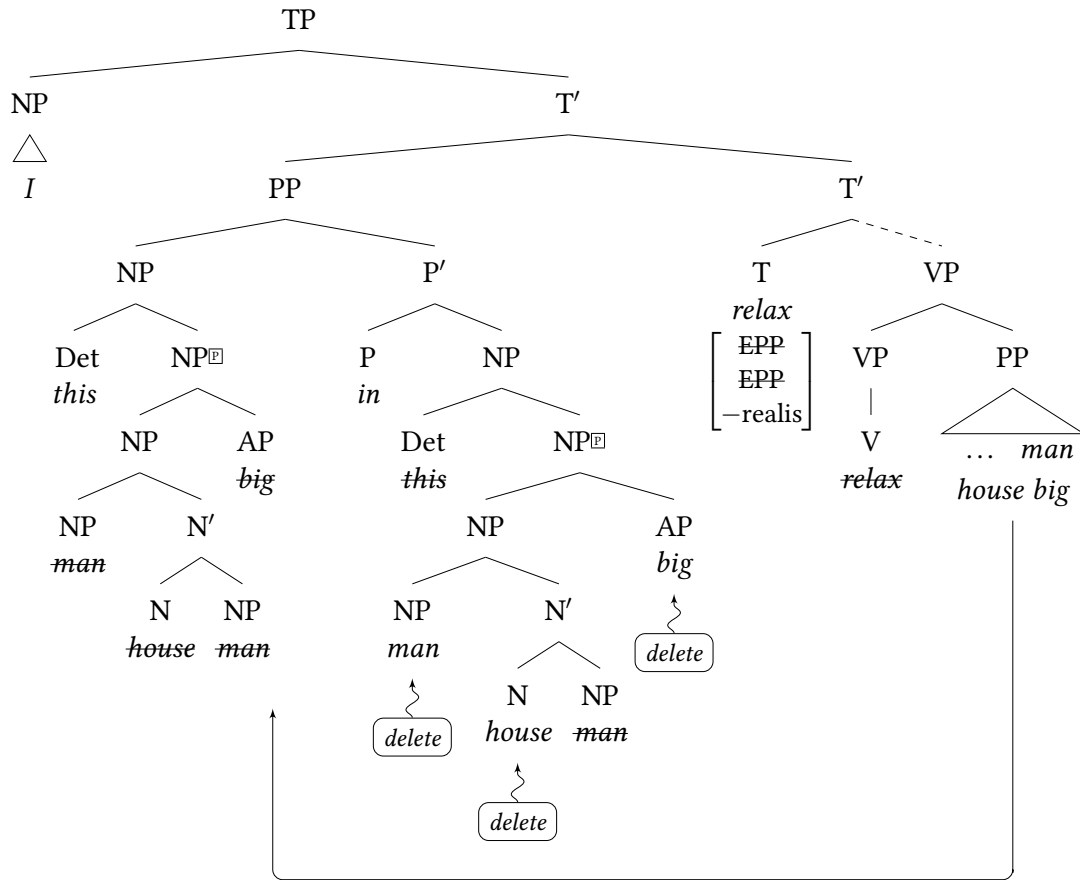 TP
NP T′
I PP T′
NP P′ T VP
relax
Det NP🄿 P NP EPP VP PP
this in EPP
NP AP Det NP🄿 −realis V … man
big this relax house big
NP N′ NP AP
man big
N NP NP N′
house man man delete
N NP
delete house man
delete